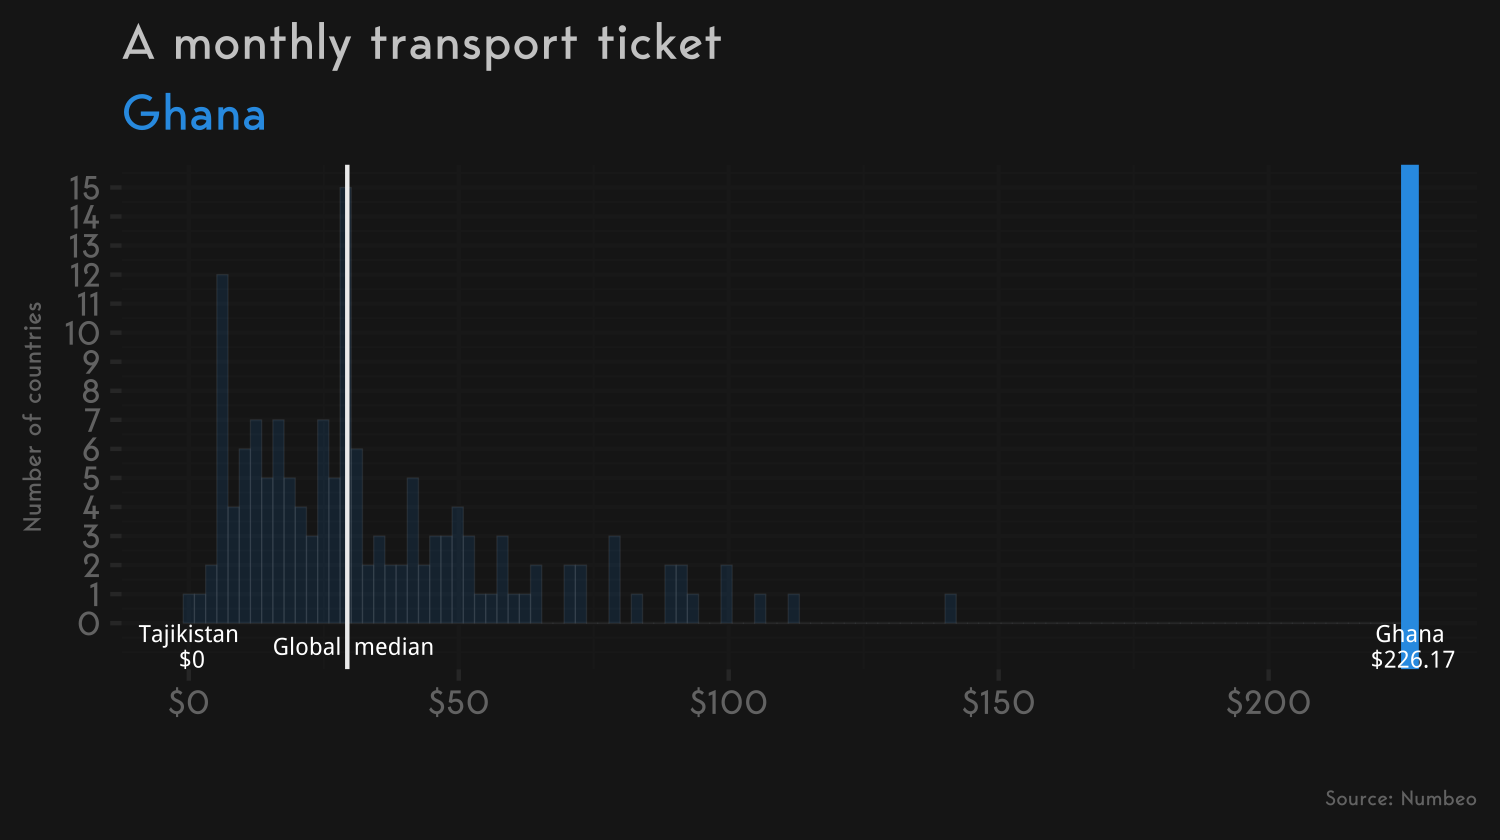 A monthly transport ticket
Ghana
Number of countries
15
14
13
12
11
10
9
8
7
6
5
4
3
2
1
0
Tajikistan
$0
Global median
Ghana
$226.17
$0 $50 $100 $150 $200
Source: Numbeo